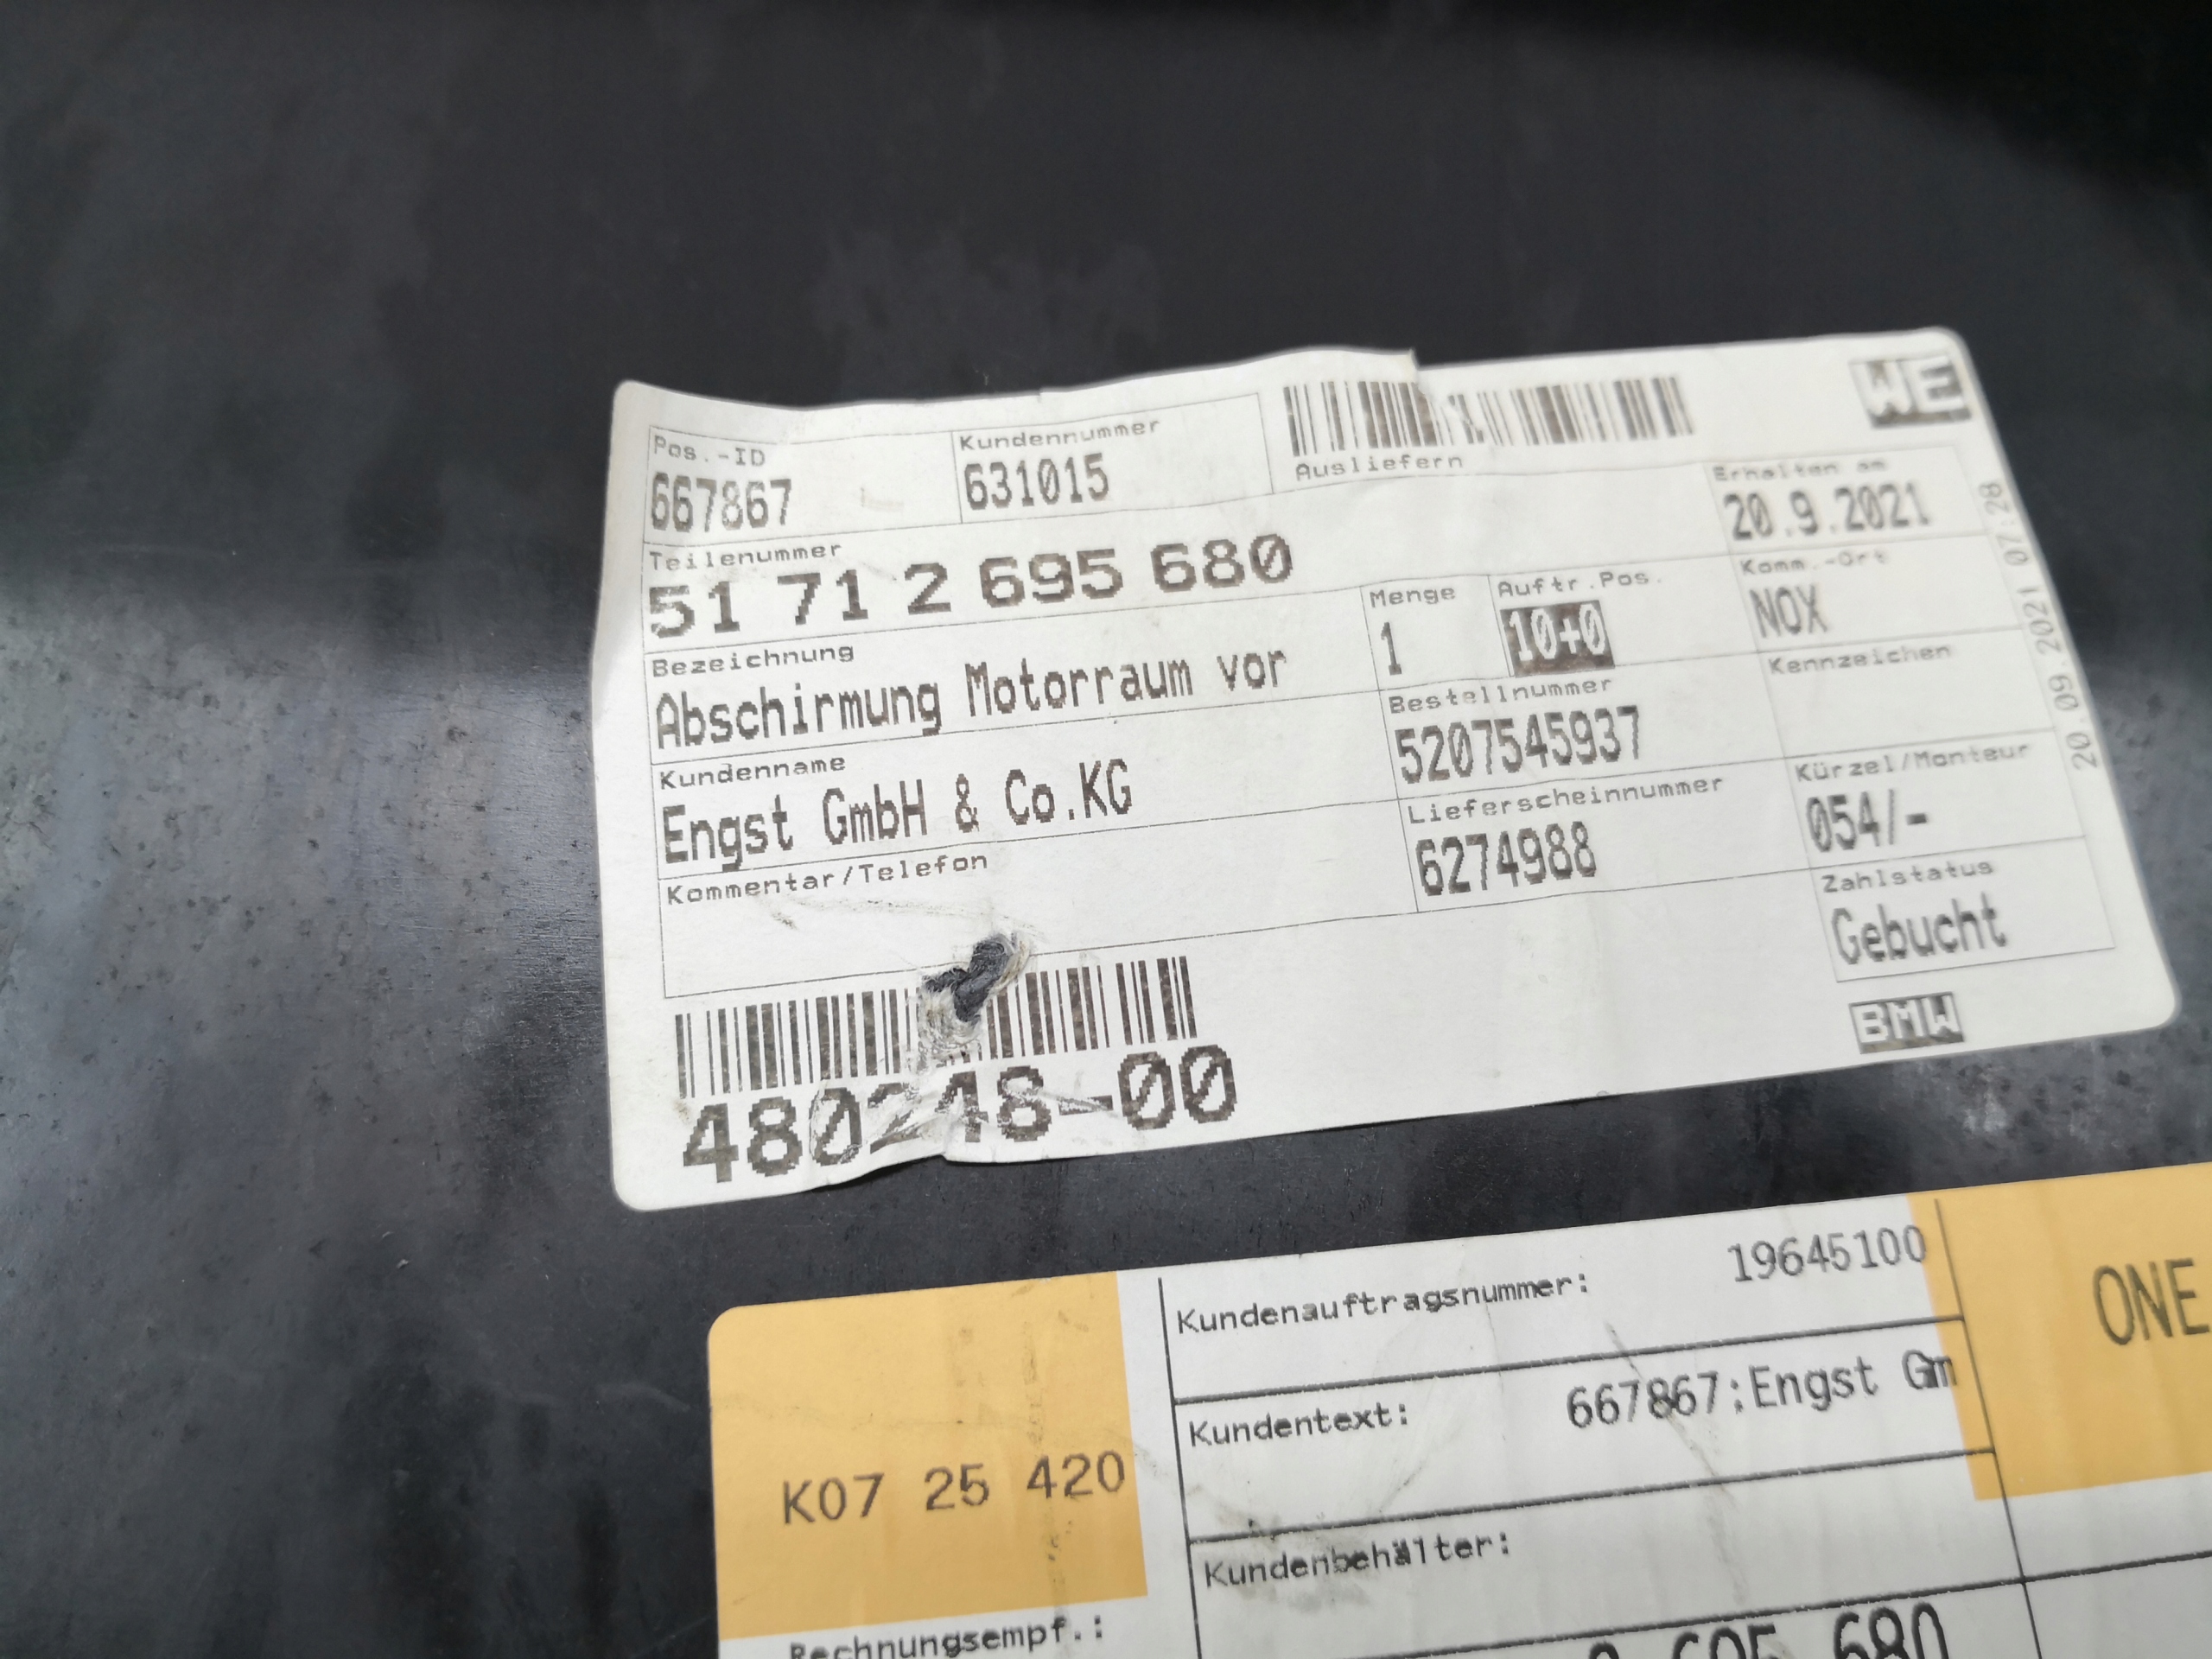 WE
Pos.-ID
667867
Kundennummer
631015
Ausliefern
Erhalten am
20.9.2021
Teilenummer
51 71 2 695 680
Menge
1
Auftr.Pos.
10+0
Komm.-Ort
NOX
Bezeichnung
Abschirmung Motorraum vor
Bestellnummer
5207545937
Kennzeichen
Kundenname
Engst GmbH & Co.KG
Lieferscheinnummer
6274988
Kürzel/Monteur
054/-
Kommentar/Telefon
Zahlstatus
Gebucht
20.09.2021 07:28
BMW
Kundenauftragsnummer: 19645100
ONE
Kundentext: 667867;Engst Gm
K07 25 420
Kundenbehälter:
Rechnungsempf.:
695 680